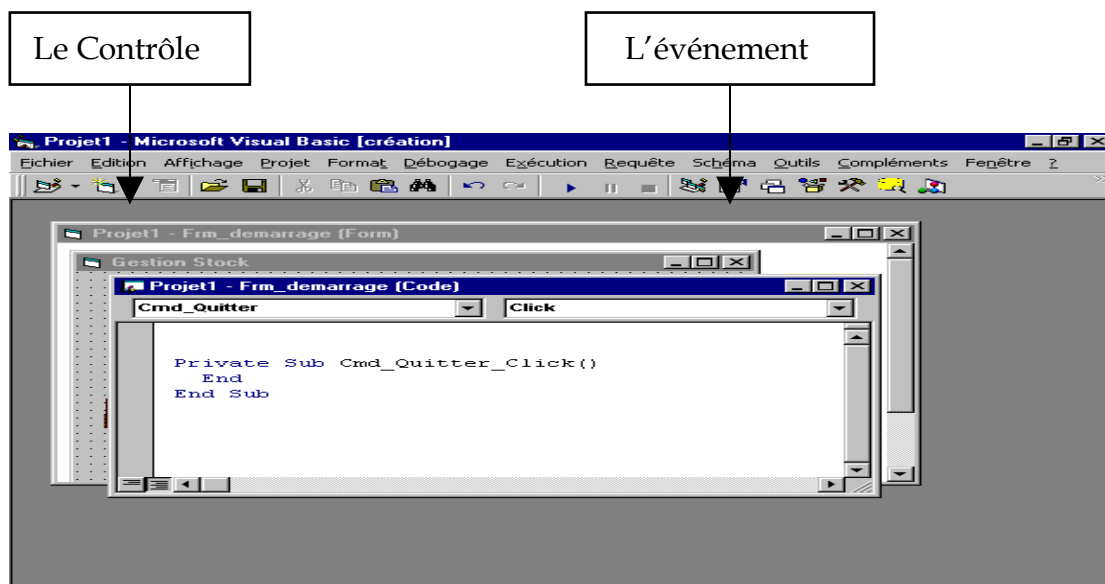 Le Contrôle
L'événement
Projet1 - Microsoft Visual Basic [création]
Fichier Edition Affichage Projet Format Débogage Exécution Requête Schéma Outils Compléments Fenêtre ?
Projet1 - Frm_demarrage (Form)
Gestion Stock
Projet1 - Frm_demarrage (Code)
Cmd_Quitter Click
Private Sub Cmd_Quitter_Click()
End
End Sub